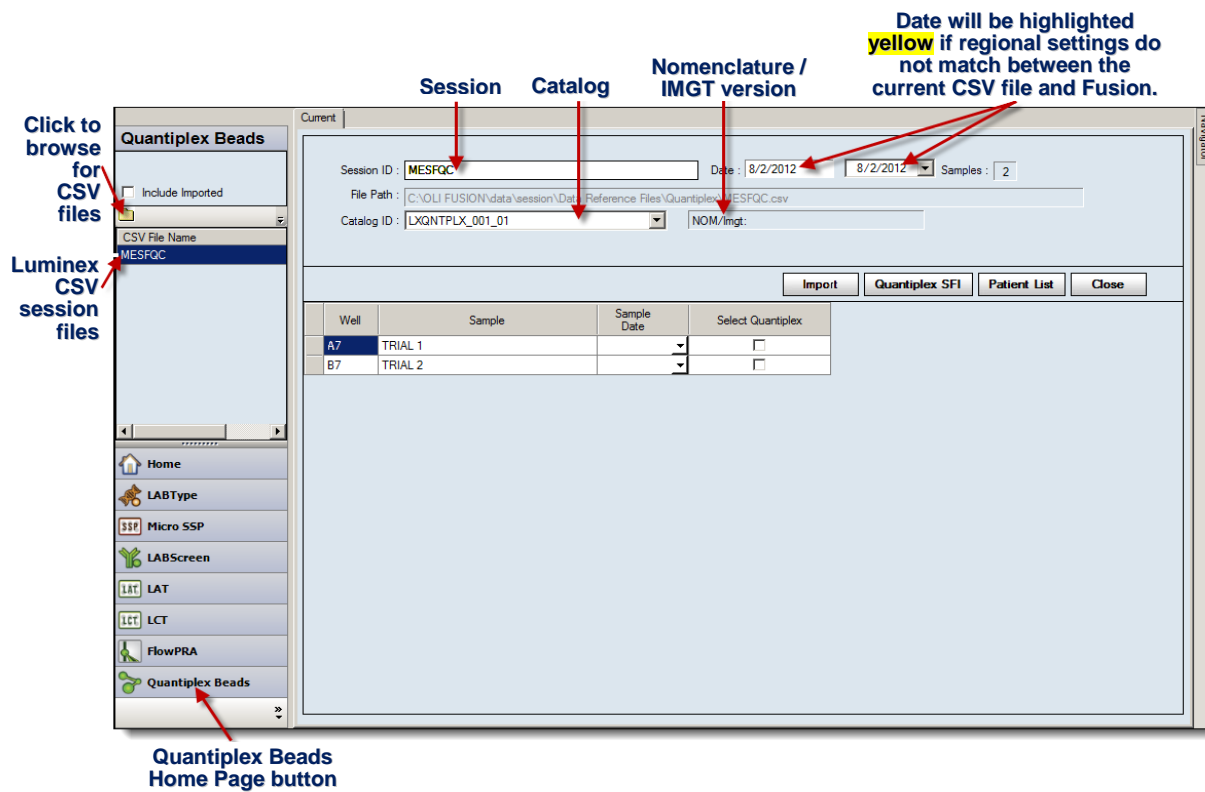 Date will be highlighted
yellow if regional settings do
not match between the
current CSV file and Fusion.
Nomenclature /
IMGT version
Session
Catalog
Click to
browse
for
CSV
files
Luminex
CSV
session
files
Quantiplex Beads
Include Imported
CSV File Name
MESFQC
Current
Navigator
Session ID : MESFQC Date : 8/2/2012 8/2/2012 Samples : 2
File Path : C:\OLI FUSION\data\session\Data Reference Files\Quantiplex\MESFQC.csv
Catalog ID : LXQNTPLX_001_01 NOM/Imgt:
Import Quantiplex SFI Patient List Close
Well Sample Sample Date Select Quantiplex
A7 TRIAL 1
B7 TRIAL 2
Home
LABType
SSP Micro SSP
LABScreen
LAT LAT
LCT LCT
FlowPRA
Quantiplex Beads
Quantiplex Beads
Home Page button